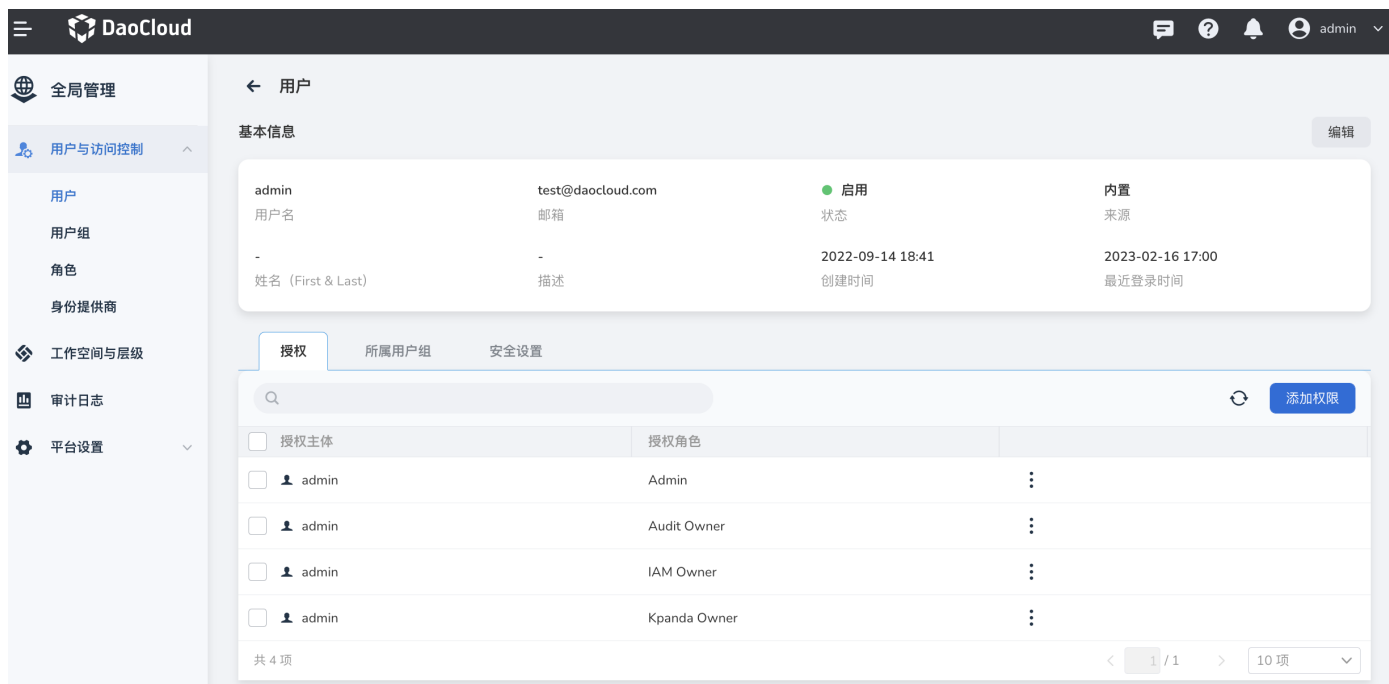 DaoCloud
admin
全局管理
用户与访问控制
用户
用户组
角色
身份提供商
工作空间与层级
审计日志
平台设置
用户
基本信息
编辑
admin
test@daocloud.com
启用
内置
用户名
邮箱
状态
来源
-
-
2022-09-14 18:41
2023-02-16 17:00
姓名（First & Last）
描述
创建时间
最近登录时间
授权
所属用户组
安全设置
添加权限
授权主体
授权角色
admin
Admin
admin
Audit Owner
admin
IAM Owner
admin
Kpanda Owner
共 4 项
1 / 1
10 项